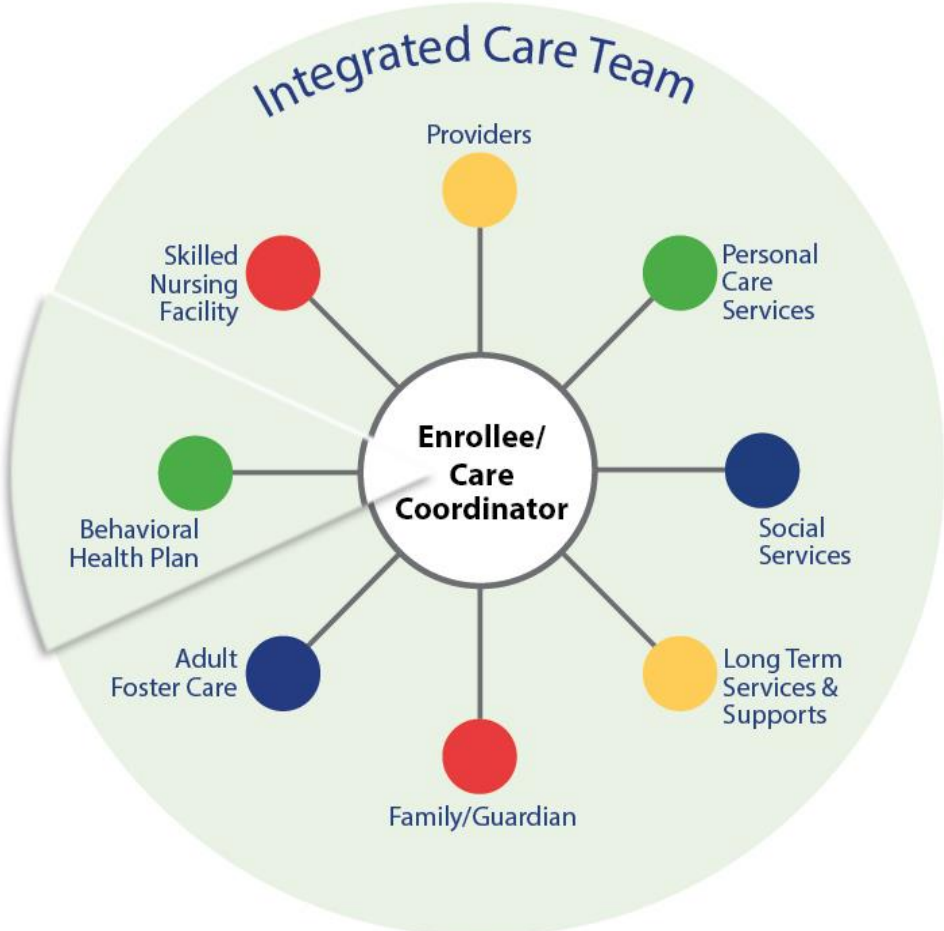 Integrated Care Team
Providers
Skilled
Nursing
Facility
Personal
Care
Services
Enrollee/
Care
Coordinator
Behavioral
Health Plan
Social
Services
Adult
Foster Care
Long Term
Services &
Supports
Family/Guardian